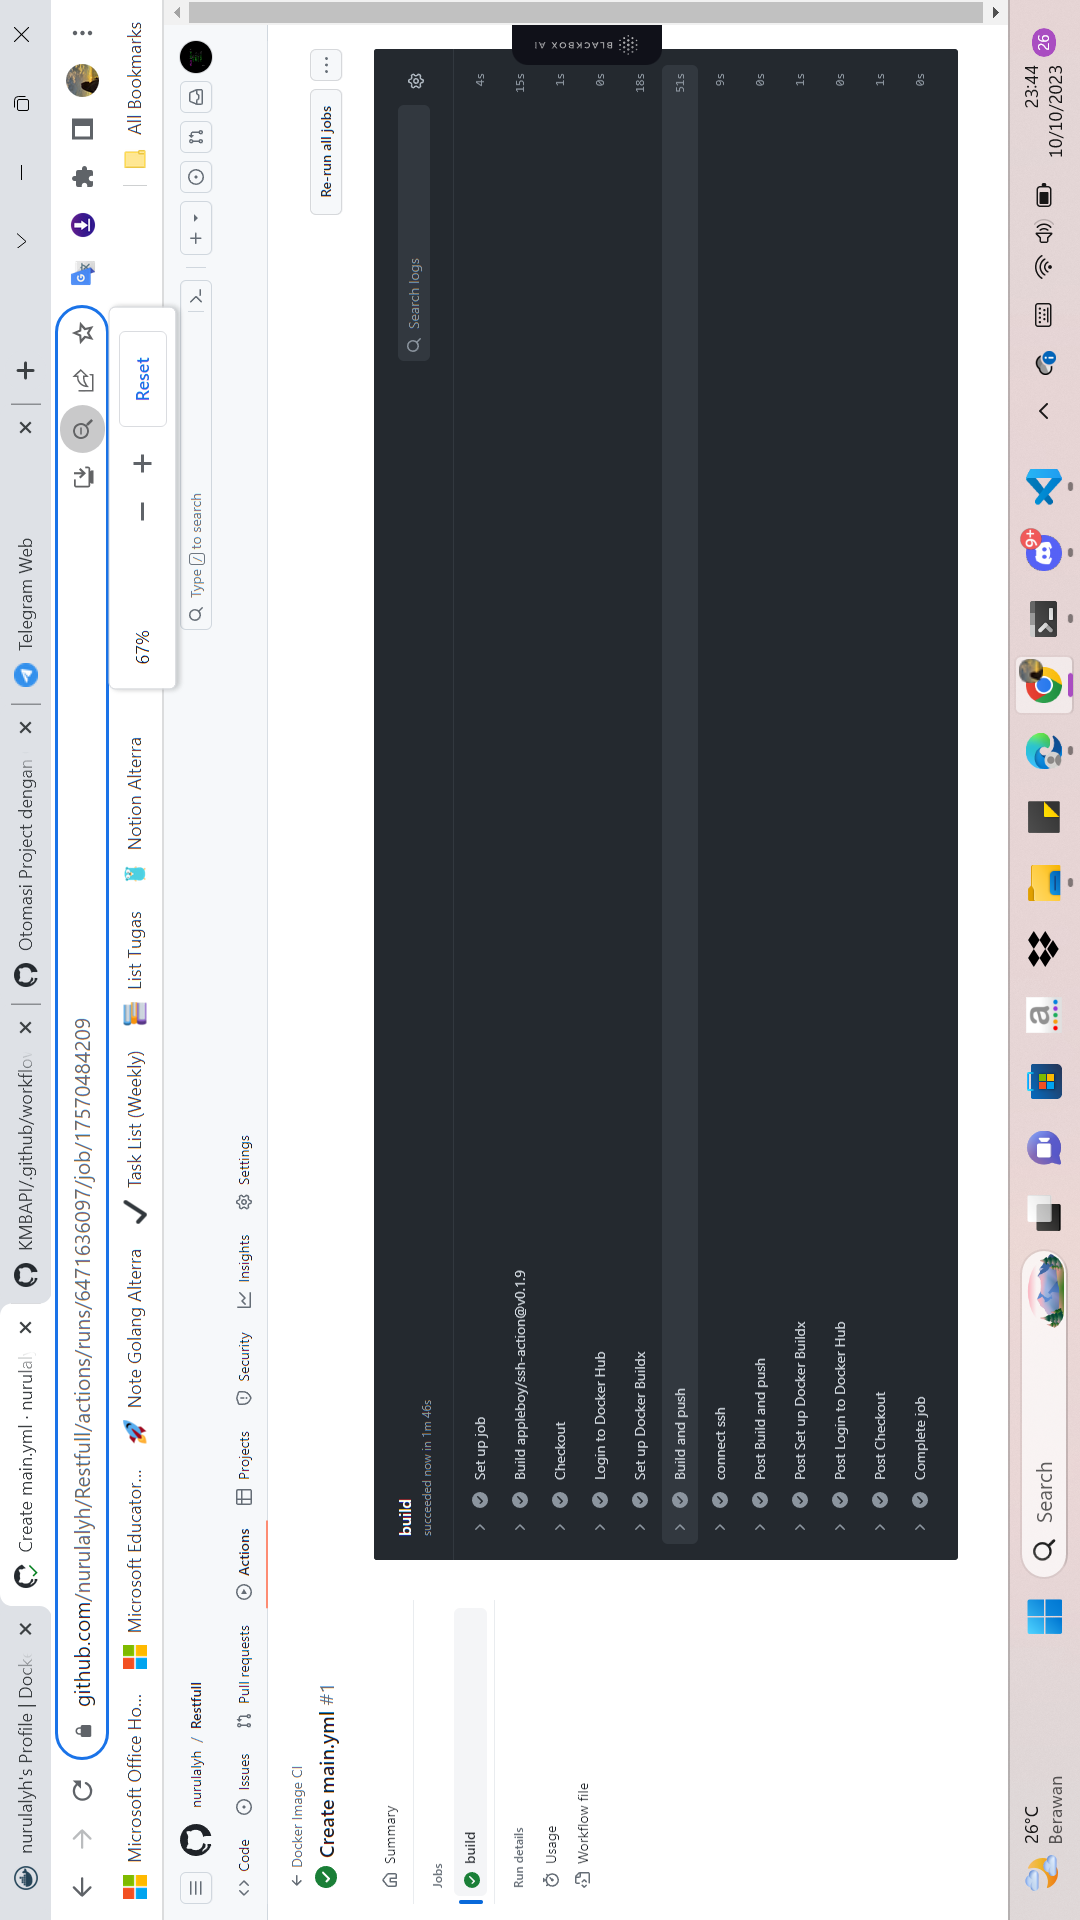 nurulalyh's Profile | Dock
Create main.yml · nurulal
KMBAPI/.github/workflov
Otomasi Project dengan
Telegram Web
github.com/nurulalyh/Restfull/actions/runs/6471636097/job/17570484209
Microsoft Office Ho...
Microsoft Educator...
Note Golang Alterra
Task List (Weekly)
List Tugas
Notion Alterra
All Bookmarks
67%
Reset
nurulalyh / Restfull
Type / to search
Code
Issues
Pull requests
Actions
Projects
Security
Insights
Settings
Docker Image CI
Create main.yml #1
Re-run all jobs
Summary
Jobs
build
Run details
Usage
Workflow file
BLACKBOX AI
build
succeeded now in 1m 46s
Search logs
Set up job 4s
Build appleboy/ssh-action@v0.1.9 15s
Checkout 1s
Login to Docker Hub 0s
Set up Docker Buildx 18s
Build and push 51s
connect ssh 9s
Post Build and push 0s
Post Set up Docker Buildx 1s
Post Login to Docker Hub 0s
Post Checkout 1s
Complete job 0s
26°C
Berawan
Search
a
9+
23:44
10/10/2023
26